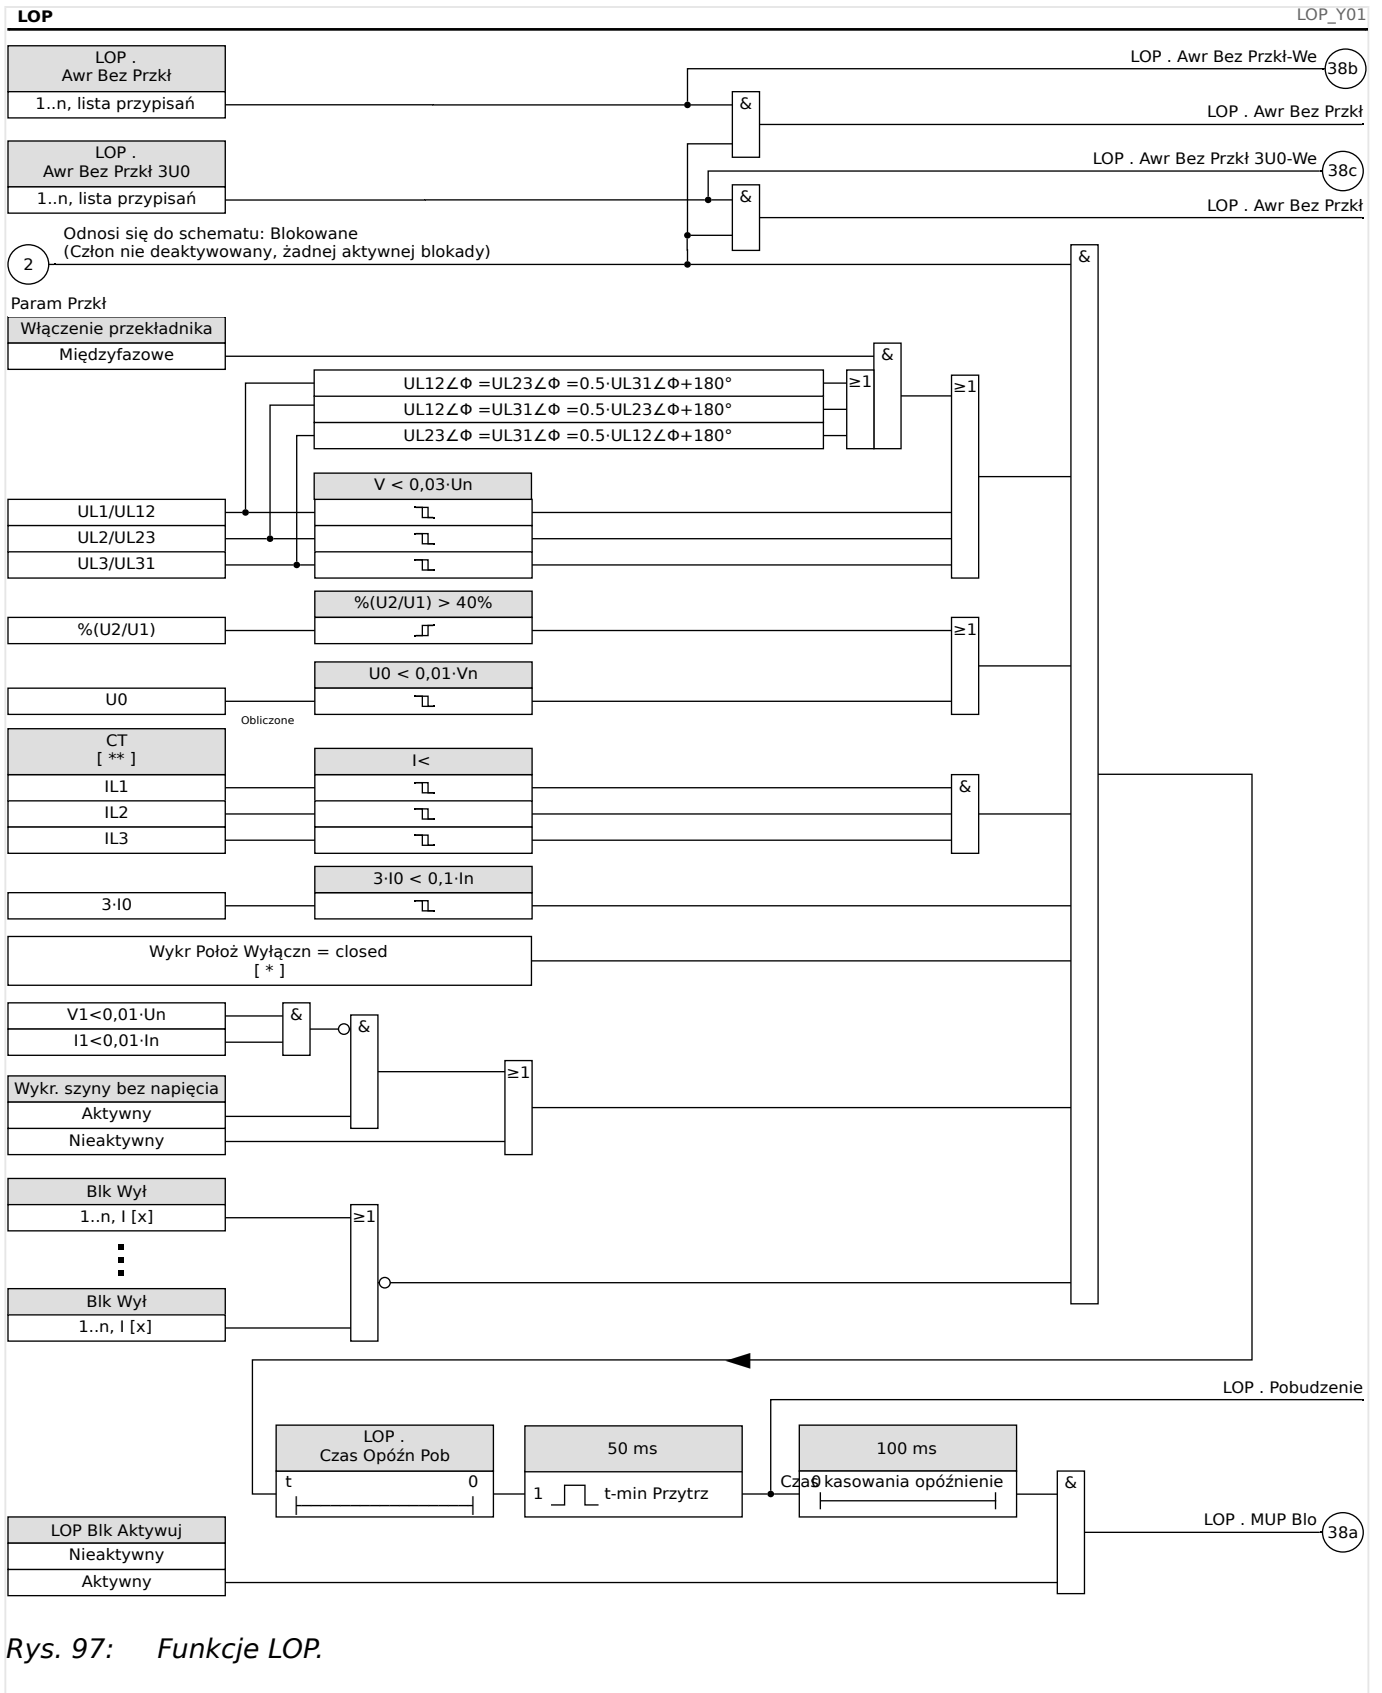 LOP
LOP_Y01
LOP .
Awr Bez Przkł
1..n, lista przypisań
LOP . Awr Bez Przkł-We
38b
&
LOP . Awr Bez Przkł
LOP .
Awr Bez Przkł 3U0
1..n, lista przypisań
LOP . Awr Bez Przkł 3U0-We
38c
&
LOP . Awr Bez Przkł
Odnosi się do schematu: Blokowane
(Człon nie deaktywowany, żadnej aktywnej blokady)
2
&
Param Przkł
Włączenie przekładnika
Międzyfazowe
&
UL12∠Φ =UL23∠Φ =0.5·UL31∠Φ+180°
≥1
≥1
UL12∠Φ =UL31∠Φ =0.5·UL23∠Φ+180°
UL23∠Φ =UL31∠Φ =0.5·UL12∠Φ+180°
V < 0,03·Un
UL1/UL12
UL2/UL23
UL3/UL31
%(U2/U1) > 40%
%(U2/U1)
≥1
U0 < 0,01·Vn
U0
Obliczone
CT
[ ** ]
I<
IL1
&
IL2
IL3
3·I0 < 0,1·In
3·I0
Wykr Położ Wyłączn = closed
[ * ]
V1<0,01·Un
&
&
I1<0,01·In
≥1
Wykr. szyny bez napięcia
Aktywny
Nieaktywny
Blk Wył
1..n, I [x]
≥1
Blk Wył
1..n, I [x]
LOP . Pobudzenie
LOP .
Czas Opóźn Pob
t
0
50 ms
1
t-min Przytrz
100 ms
Czas kasowania opóźnienie
0
&
LOP . MUP Blo
38a
LOP Blk Aktywuj
Nieaktywny
Aktywny
Rys. 97: Funkcje LOP.